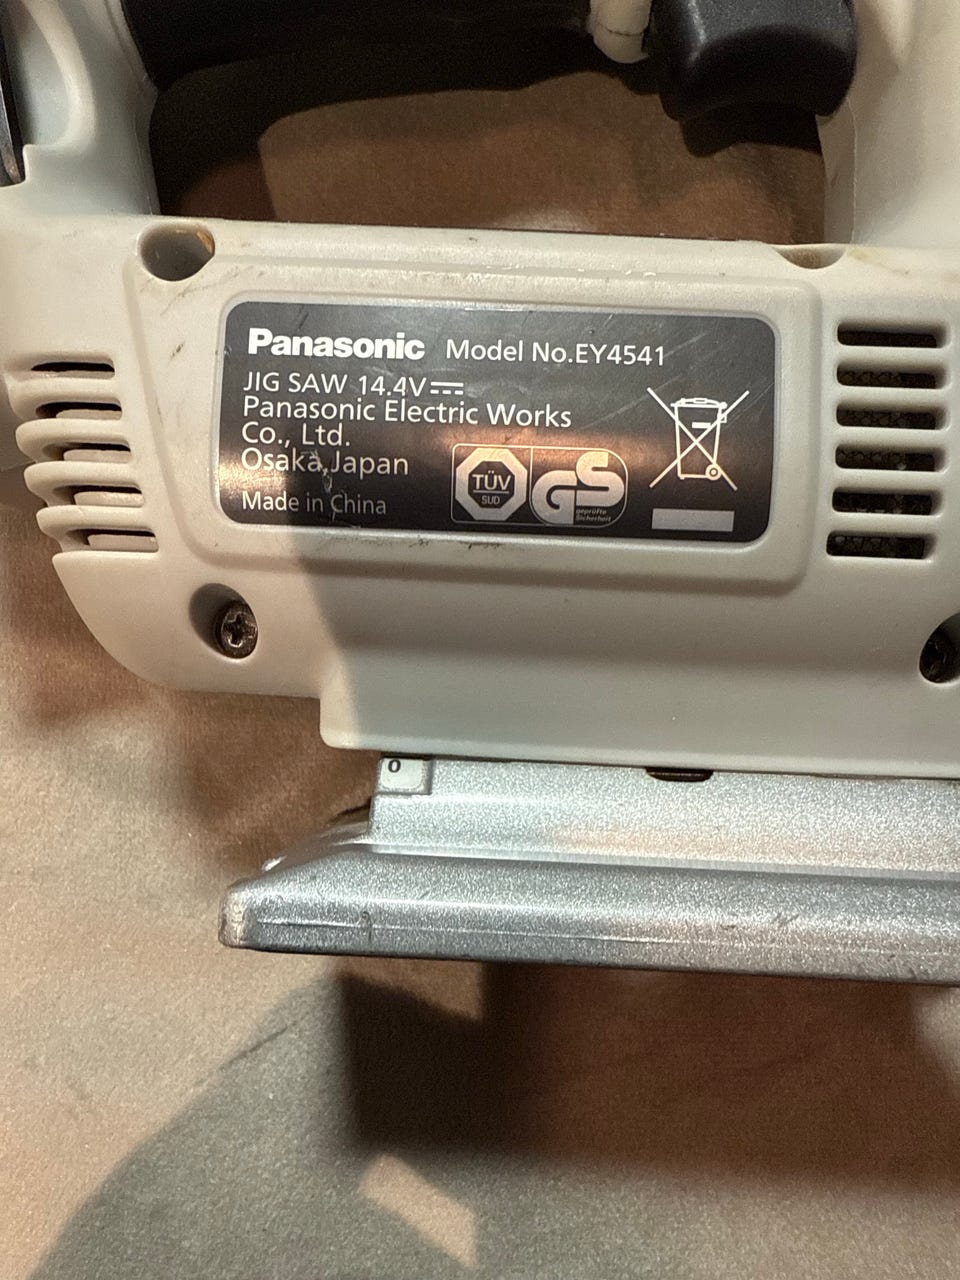 Panasonic Model No.EY4541
JIG SAW 14.4V
Panasonic Electric Works
Co., Ltd.
Osaka,Japan
Made in China
TÜV
SUD
GS
geprüfte
Sicherheit
0